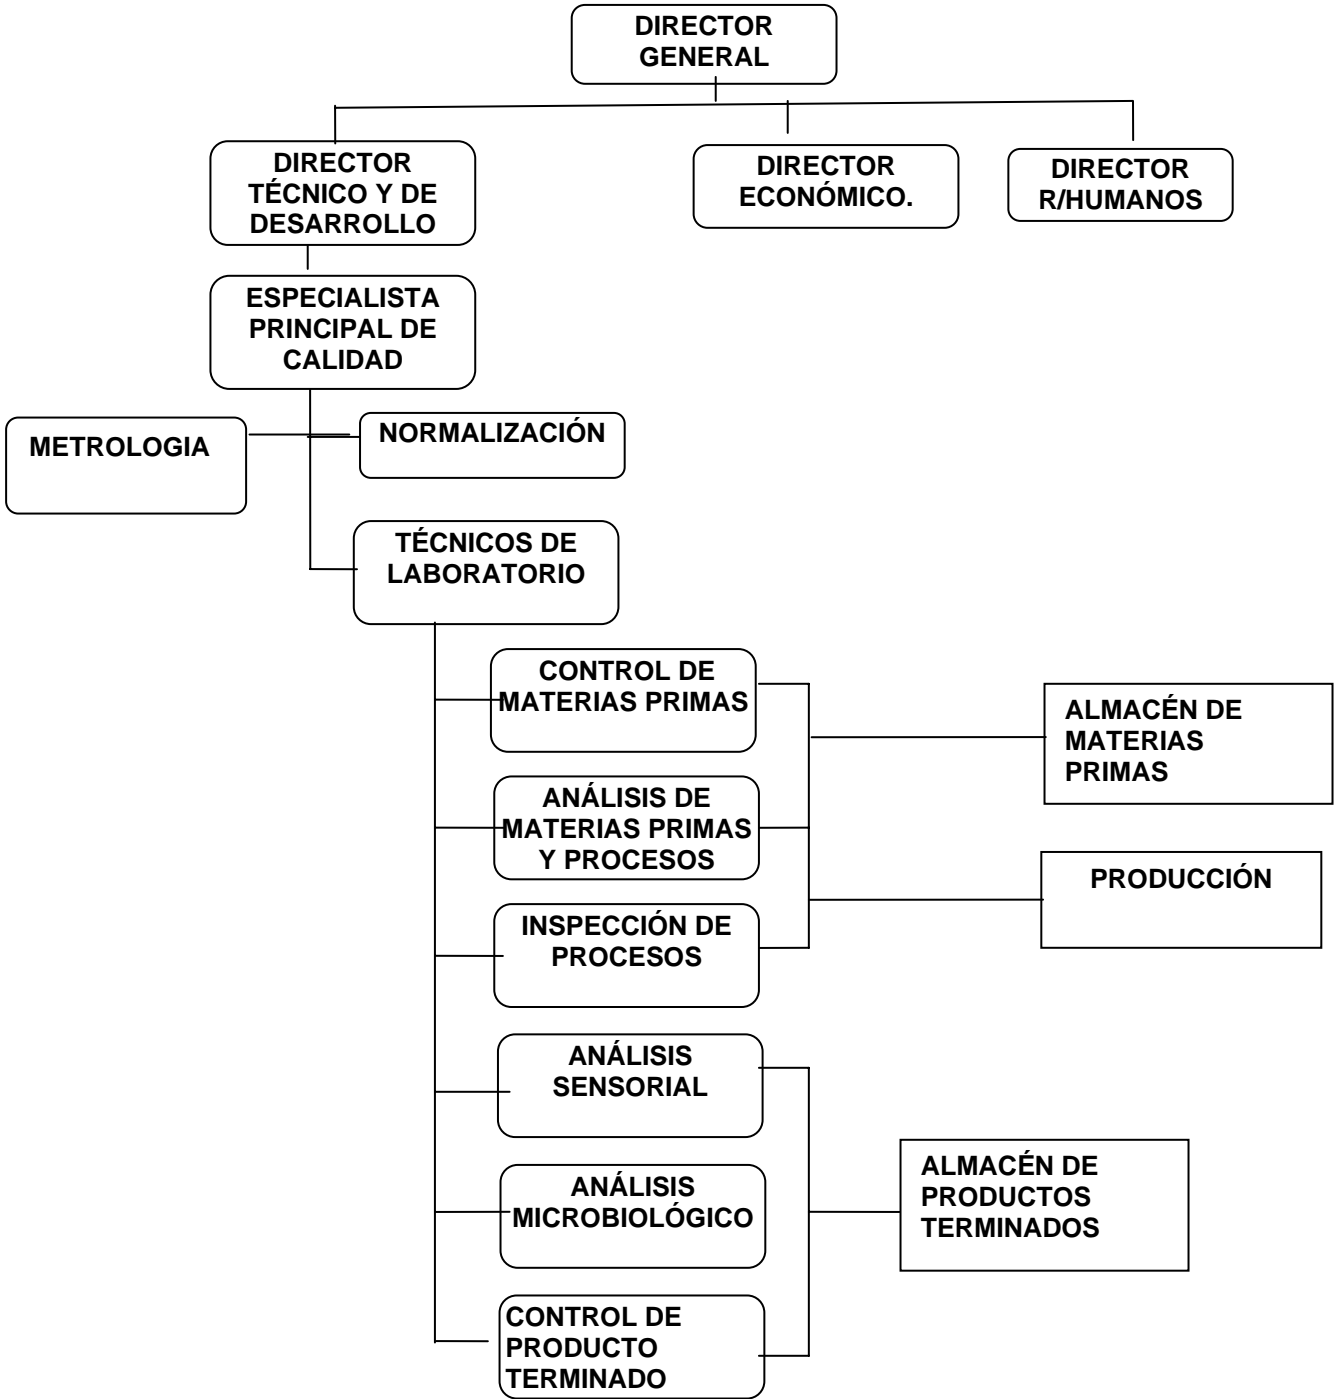 DIRECTOR
GENERAL
DIRECTOR
TÉCNICO Y DE
DESARROLLO
DIRECTOR
ECONÓMICO.
DIRECTOR
R/HUMANOS
ESPECIALISTA
PRINCIPAL DE
CALIDAD
METROLOGIA
NORMALIZACIÓN
TÉCNICOS DE
LABORATORIO
CONTROL DE
MATERIAS PRIMAS
ALMACÉN DE
MATERIAS
PRIMAS
ANÁLISIS DE
MATERIAS PRIMAS
Y PROCESOS
PRODUCCIÓN
INSPECCIÓN DE
PROCESOS
ANÁLISIS
SENSORIAL
ANÁLISIS
MICROBIOLÓGICO
ALMACÉN DE
PRODUCTOS
TERMINADOS
CONTROL DE
PRODUCTO
TERMINADO